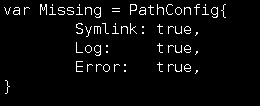 var Missing = PathConfig{
        Symlink: true,
        Log:     true,
        Error:   true,
}